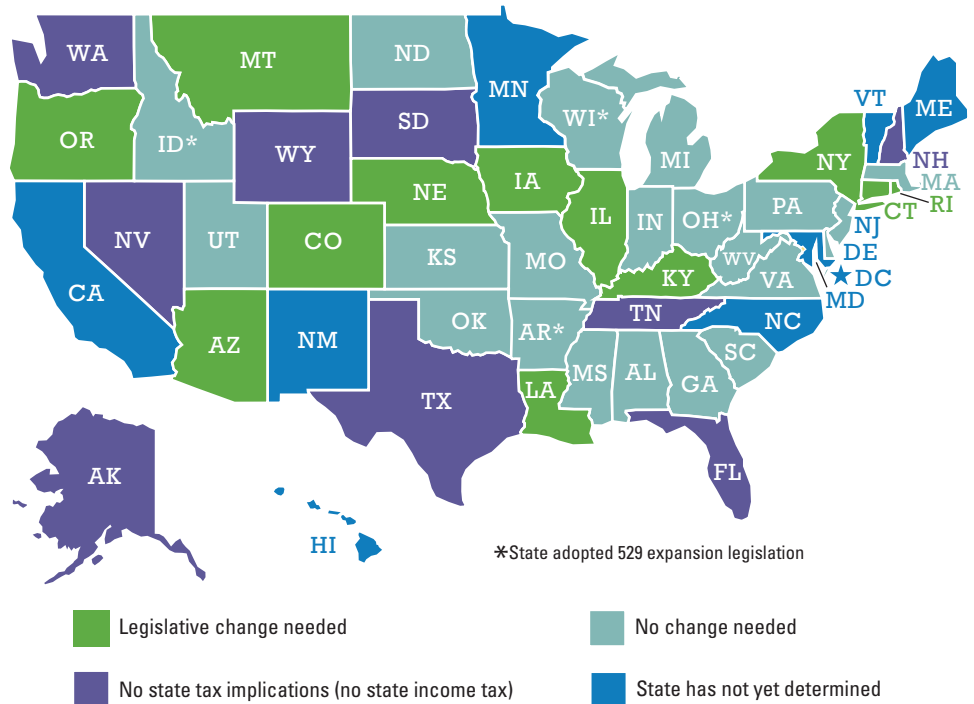 WA
MT
ND
MN
VT
ME
OR
ID*
SD
WI*
WY
MI
NY
NH
MA
NE
IA
RI
CT
NV
UT
CO
IL
IN
OH*
PA
NJ
KS
MO
WV
VA
DE
DC
CA
KY
MD
AZ
NM
OK
AR*
TN
NC
SC
TX
LA
MS
AL
GA
AK
FL
HI
*State adopted 529 expansion legislation
Legislative change needed
No change needed
No state tax implications (no state income tax)
State has not yet determined